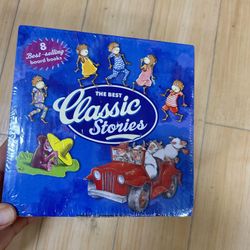 8
Best-selling
board books
THE BEST
Classic
Stories